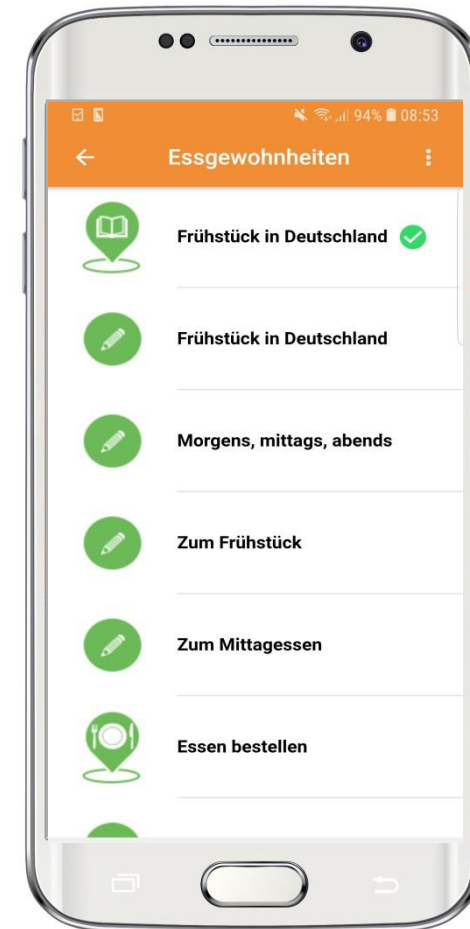 94% 08:53
Essgewohnheiten
Frühstück in Deutschland
Frühstück in Deutschland
Morgens, mittags, abends
Zum Frühstück
Zum Mittagessen
Essen bestellen